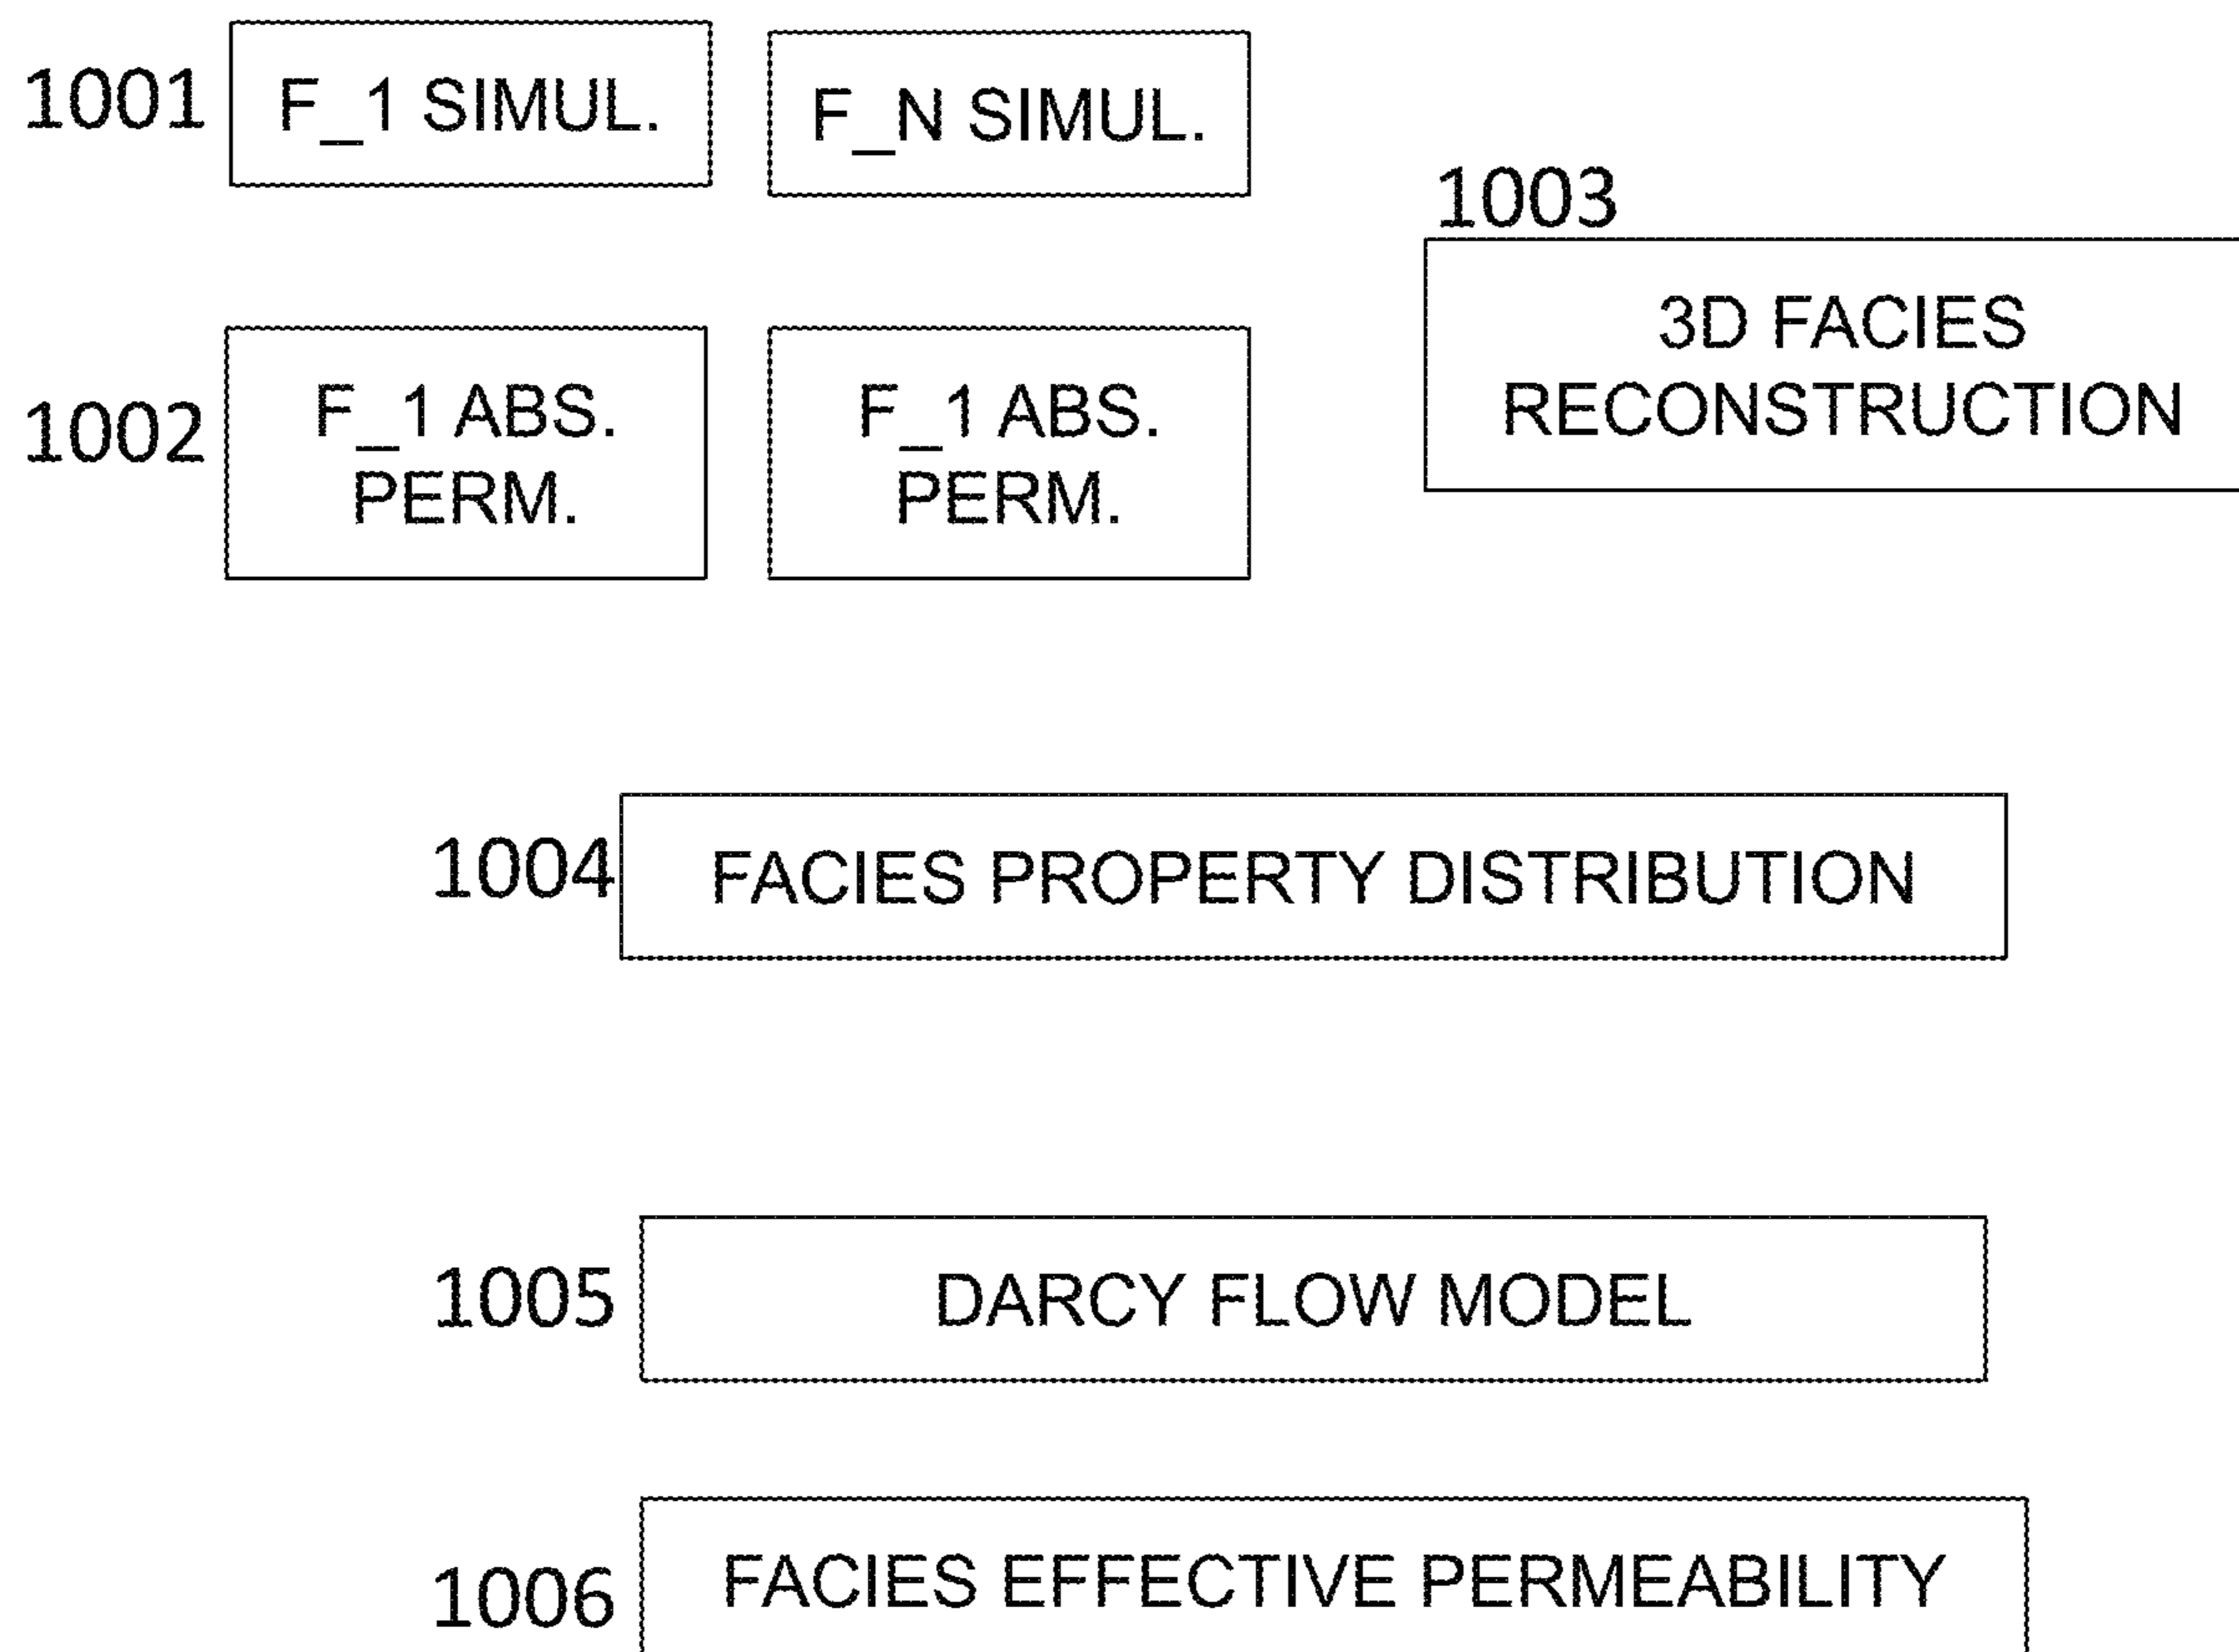 1001 F_1 SIMUL. F_N SIMUL.
1003
3D FACIES
RECONSTRUCTION
1002
F_1 ABS.
PERM.
F_1 ABS.
PERM.
1004 FACIES PROPERTY DISTRIBUTION
1005 DARCY FLOW MODEL
1006 FACIES EFFECTIVE PERMEABILITY